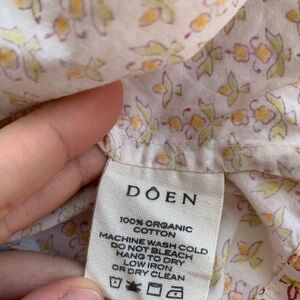 DÔEN
100% ORGANIC
COTTON
MACHINE WASH COLD
DO NOT BLEACH
HANG TO DRY
LOW IRON
OR DRY CLEAN